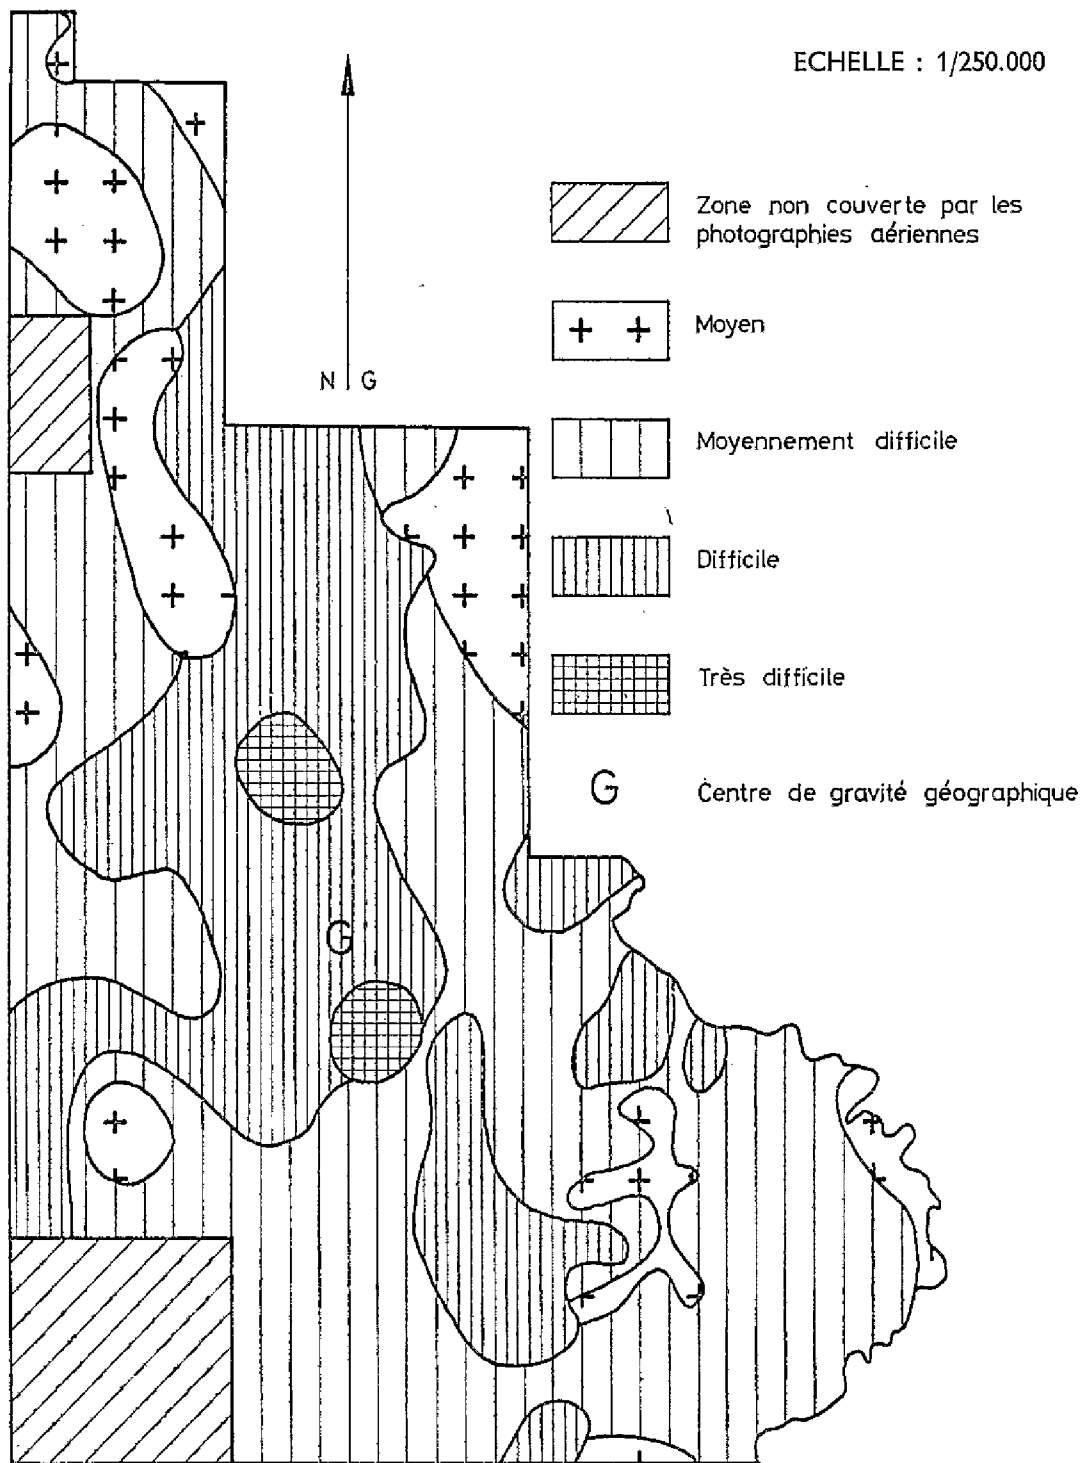 ECHELLE : 1/250.000
Zone non couverte par les
photographies aériennes
Moyen
N G
Moyennement difficile
Difficile
Très difficile
G Centre de gravité géographique
G